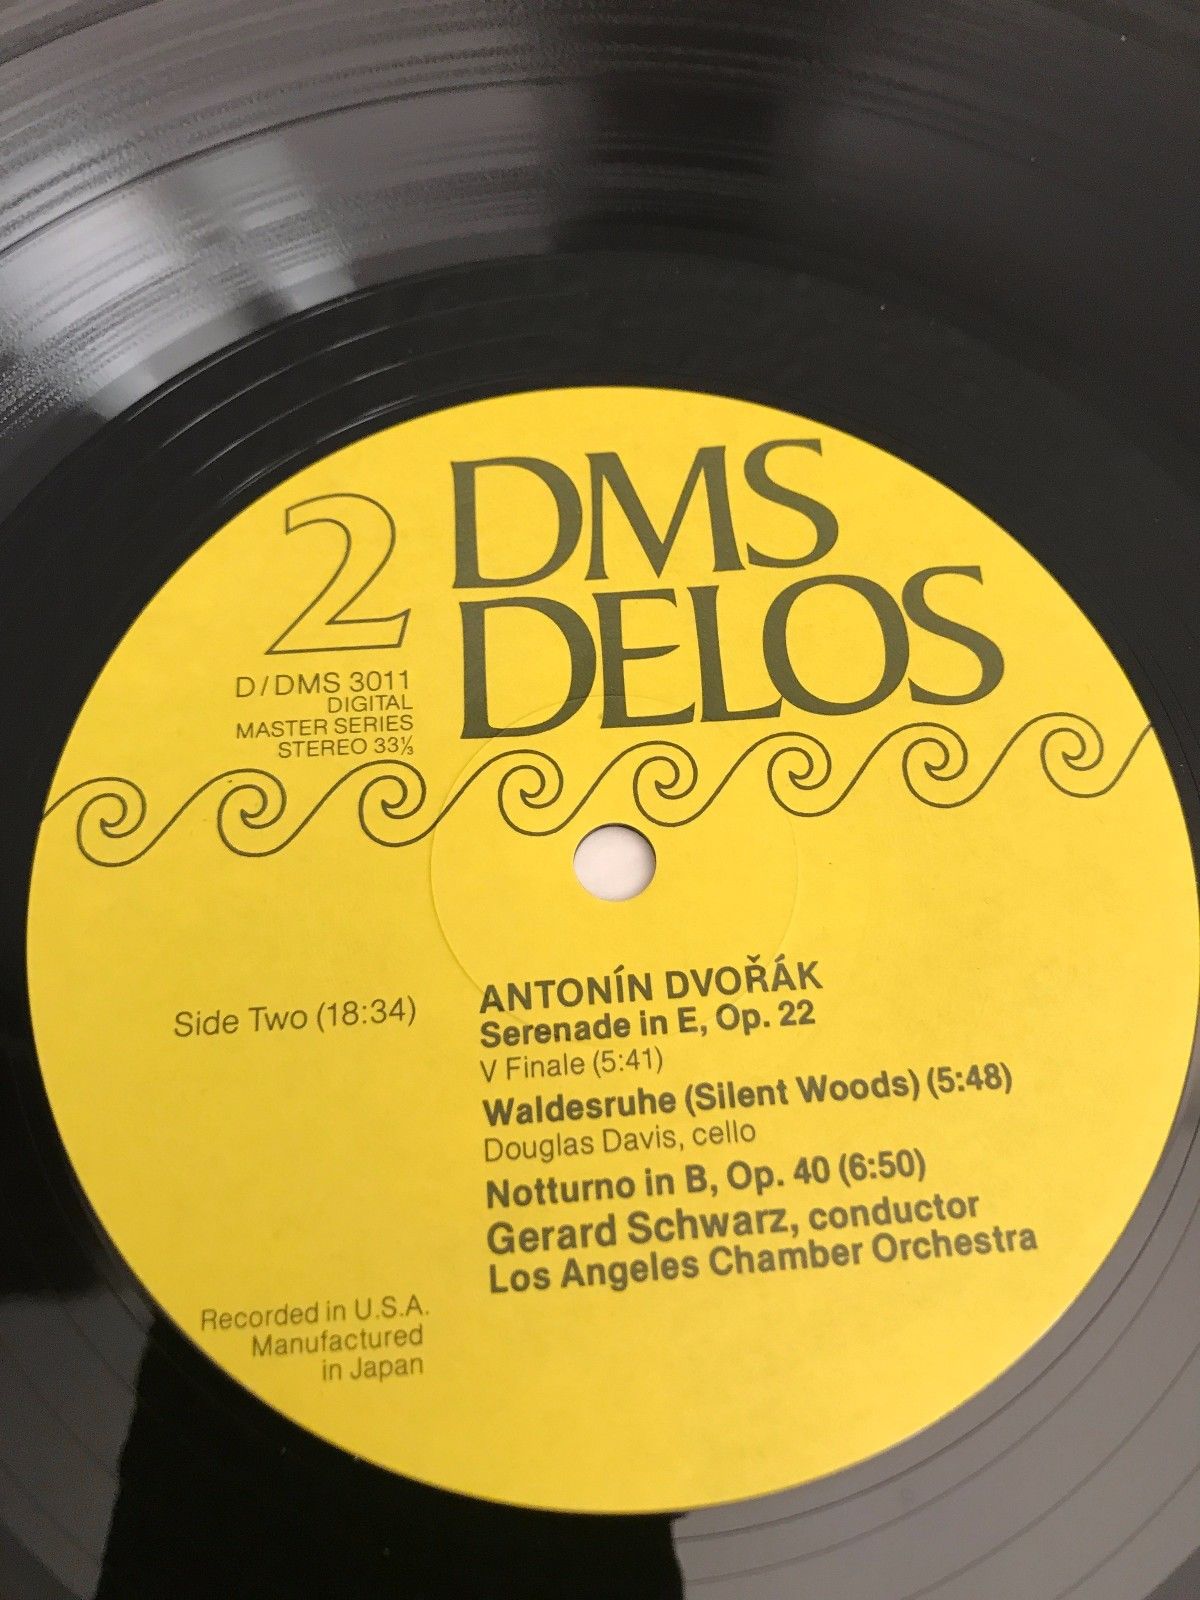 2
DMS
DELOS
D/DMS 3011
DIGITAL
MASTER SERIES
STEREO 33⅓
Side Two (18:34)
ANTONÍN DVOŘÁK
Serenade in E, Op. 22
V Finale (5:41)
Waldesruhe (Silent Woods) (5:48)
Douglas Davis, cello
Notturno in B, Op. 40 (6:50)
Gerard Schwarz, conductor
Los Angeles Chamber Orchestra
Recorded in U.S.A.
Manufactured
in Japan